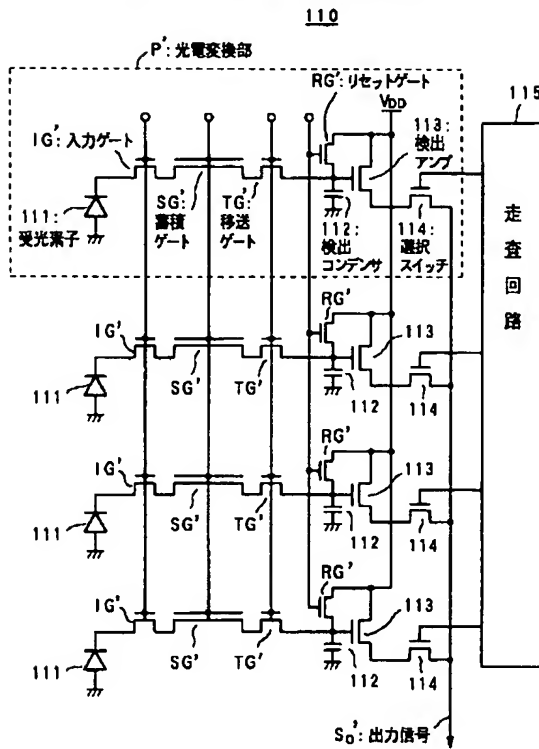 110
P':光電変換部
RG':リセットゲート
VDD
115
IG':入力ゲート
113:
検出
アンプ
111:
受光素子
SG':
蓄積
ゲート
TG':
移送
ゲート
112:
検出
コンデンサ
114:
選択
スイッチ
走査回路
IG'
RG'
113
111
SG'
TG'
112
114
IG'
RG'
113
111
SG'
TG'
112
114
IG'
RG'
113
111
SG'
TG'
112
114
S₀':出力信号